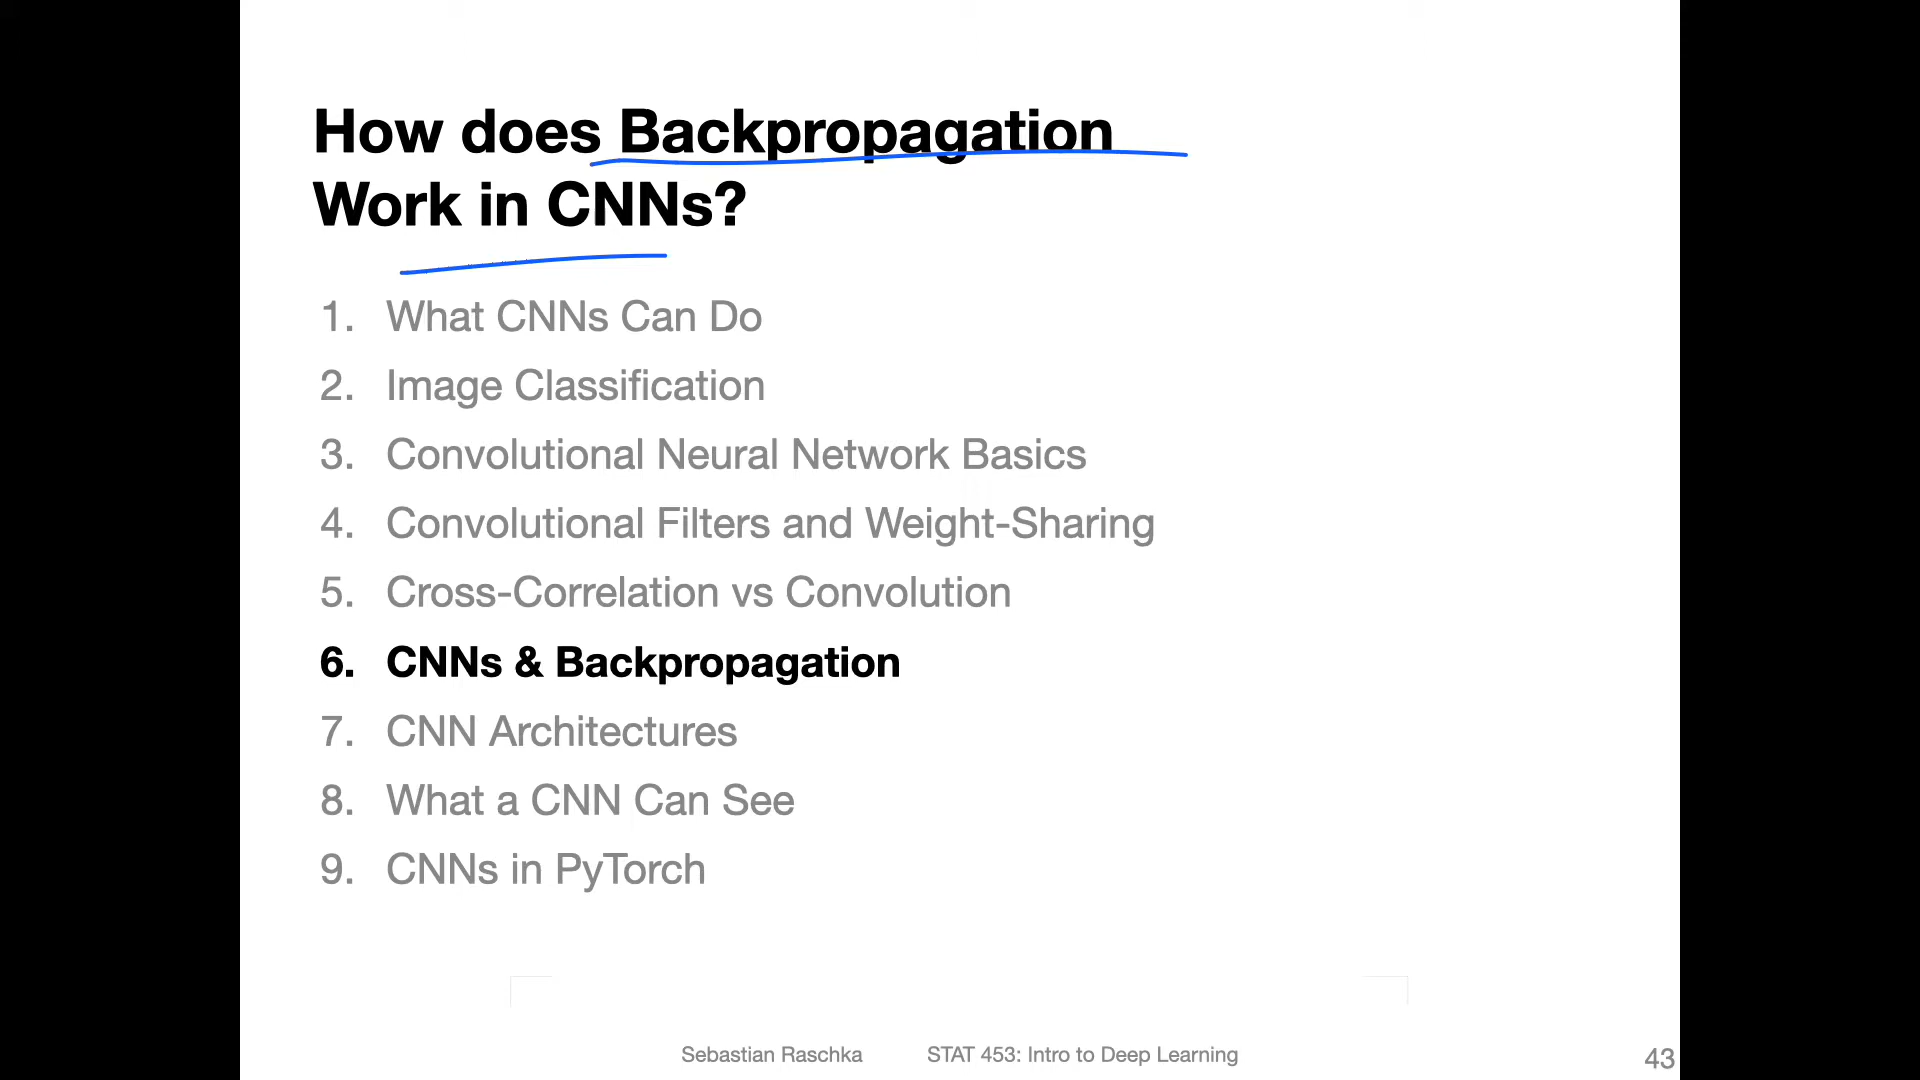 How does Backpropagation
Work in CNNs?
1. What CNNs Can Do
2. Image Classification
3. Convolutional Neural Network Basics
4. Convolutional Filters and Weight-Sharing
5. Cross-Correlation vs Convolution
6. CNNs & Backpropagation
7. CNN Architectures
8. What a CNN Can See
9. CNNs in PyTorch
Sebastian Raschka STAT 453: Intro to Deep Learning 43